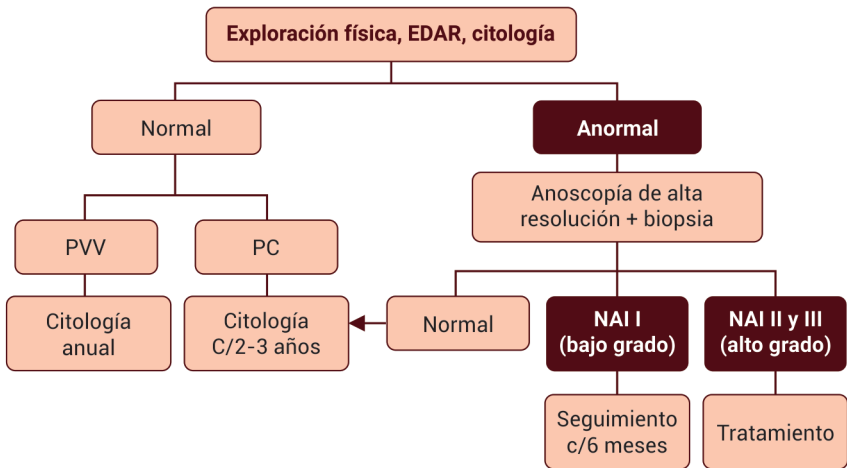 Exploración física, EDAR, citología
Normal
Anormal
Anoscopía de alta
resolución + biopsia
PVV
PC
Citología
anual
Citología
C/2-3 años
Normal
NAI I
(bajo grado)
NAI II y III
(alto grado)
Seguimiento
c/6 meses
Tratamiento